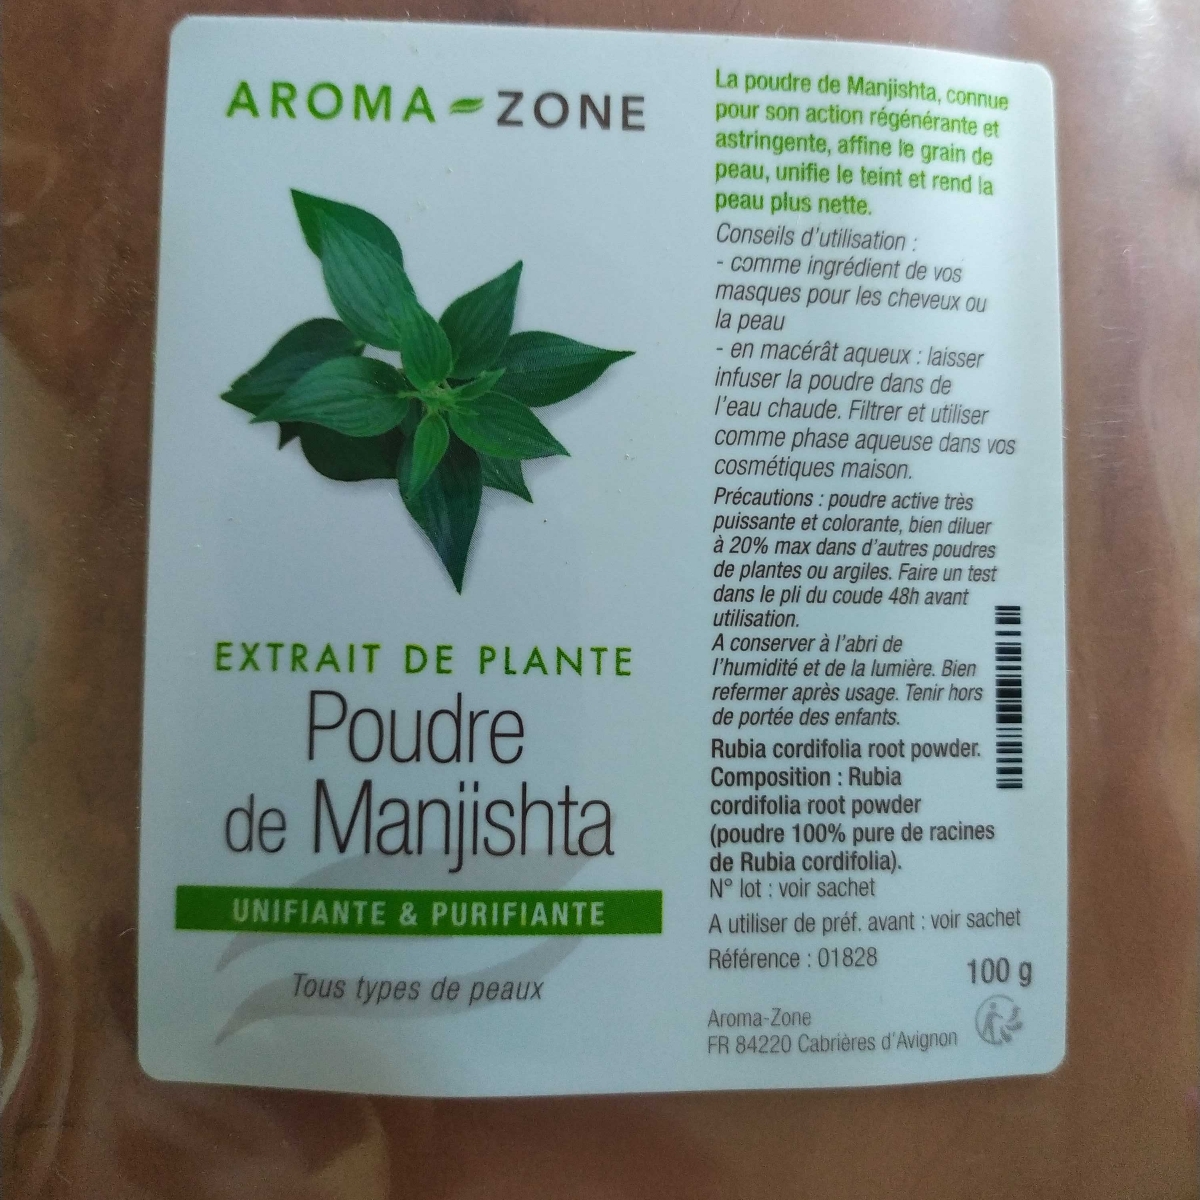 AROMA-ZONE
EXTRAIT DE PLANTE
Poudre
de Manjishta
UNIFIANTE & PURIFIANTE
Tous types de peaux
La poudre de Manjishta, connue
pour son action régénérante et
astringente, affine le grain de
peau, unifie le teint et rend la
peau plus nette.
Conseils d'utilisation :
- comme ingrédient de vos
masques pour les cheveux ou
la peau
- en macérât aqueux : laisser
infuser la poudre dans de
l'eau chaude. Filtrer et utiliser
comme phase aqueuse dans vos
cosmétiques maison.
Précautions : poudre active très
puissante et colorante, bien diluer
à 20% max dans d'autres poudres
de plantes ou argiles. Faire un test
dans le pli du coude 48h avant
utilisation.
A conserver à l'abri de
l'humidité et de la lumière. Bien
refermer après usage. Tenir hors
de portée des enfants.
Rubia cordifolia root powder.
Composition : Rubia
cordifolia root powder
(poudre 100% pure de racines
de Rubia cordifolia).
N° lot : voir sachet
A utiliser de préf. avant : voir sachet
Référence : 01828
100 g
Aroma-Zone
FR 84220 Cabrières d'Avignon